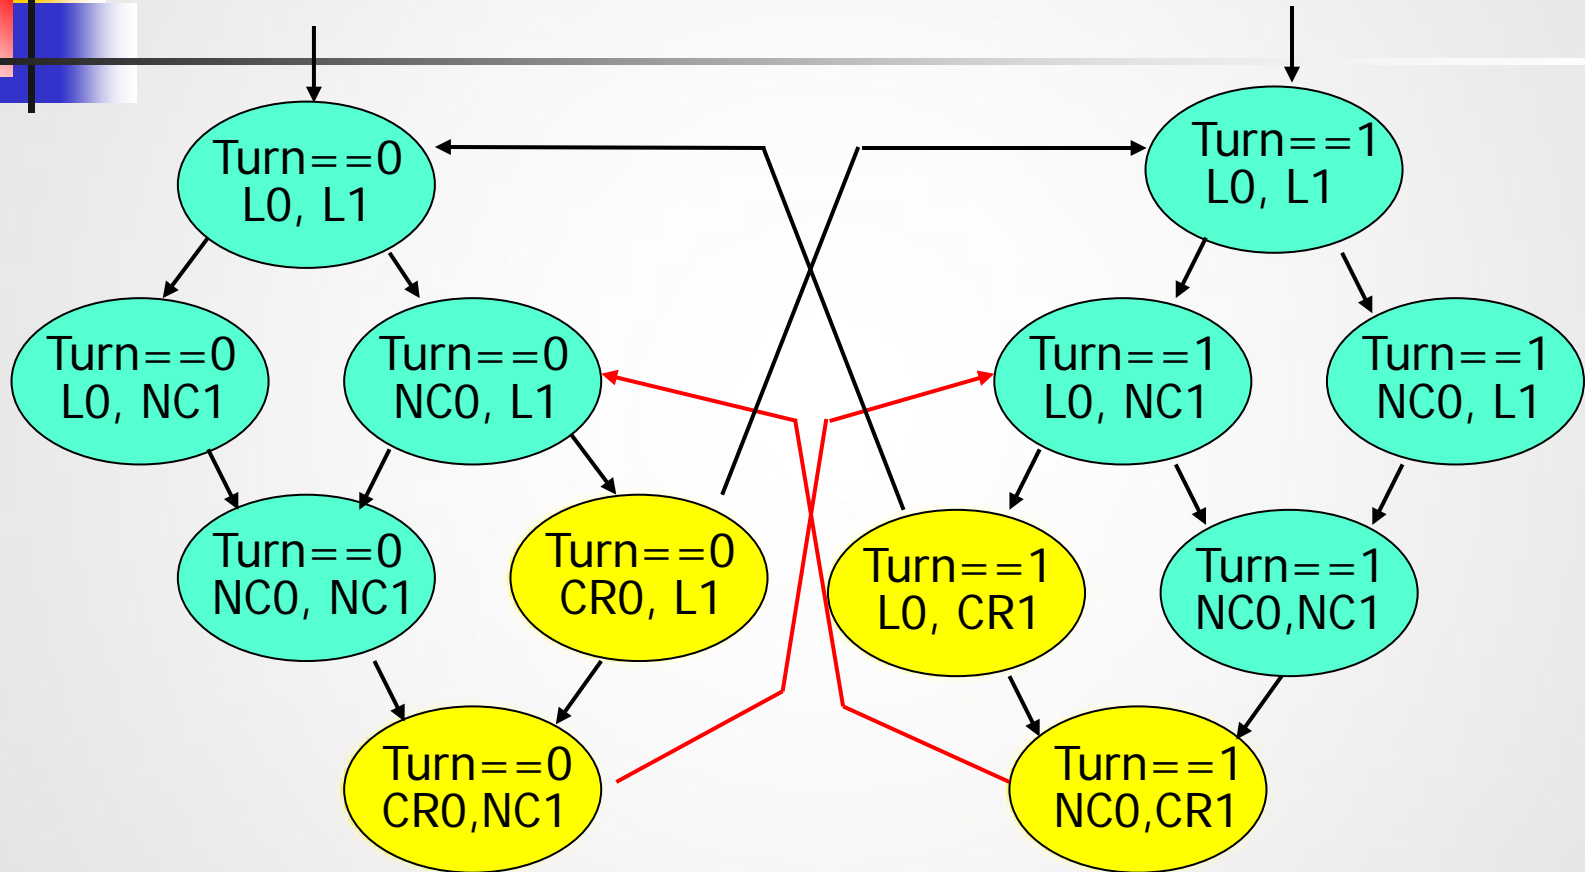 Turn==0
L0, L1
Turn==1
L0, L1
Turn==0
L0, NC1
Turn==0
NC0, L1
Turn==1
L0, NC1
Turn==1
NC0, L1
Turn==0
NC0, NC1
Turn==0
CR0, L1
Turn==1
L0, CR1
Turn==1
NC0,NC1
Turn==0
CR0,NC1
Turn==1
NC0,CR1